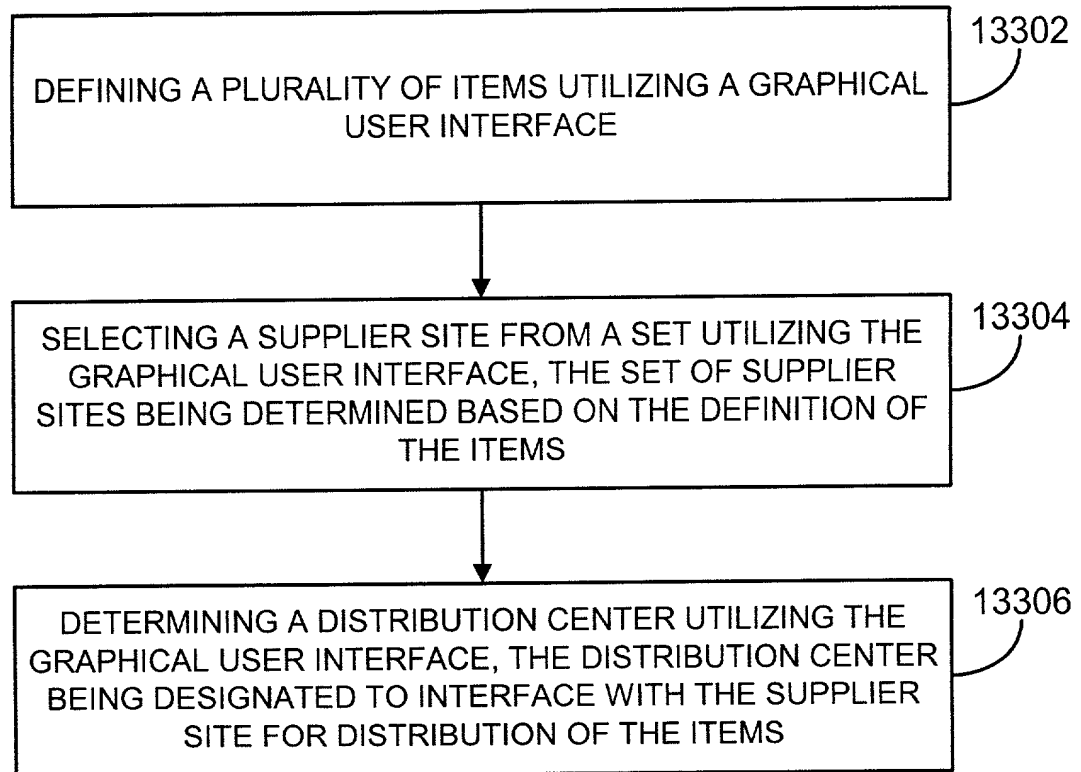 13302
DEFINING A PLURALITY OF ITEMS UTILIZING A GRAPHICAL
USER INTERFACE
13304
SELECTING A SUPPLIER SITE FROM A SET UTILIZING THE
GRAPHICAL USER INTERFACE, THE SET OF SUPPLIER
SITES BEING DETERMINED BASED ON THE DEFINITION OF
THE ITEMS
13306
DETERMINING A DISTRIBUTION CENTER UTILIZING THE
GRAPHICAL USER INTERFACE, THE DISTRIBUTION CENTER
BEING DESIGNATED TO INTERFACE WITH THE SUPPLIER
SITE FOR DISTRIBUTION OF THE ITEMS